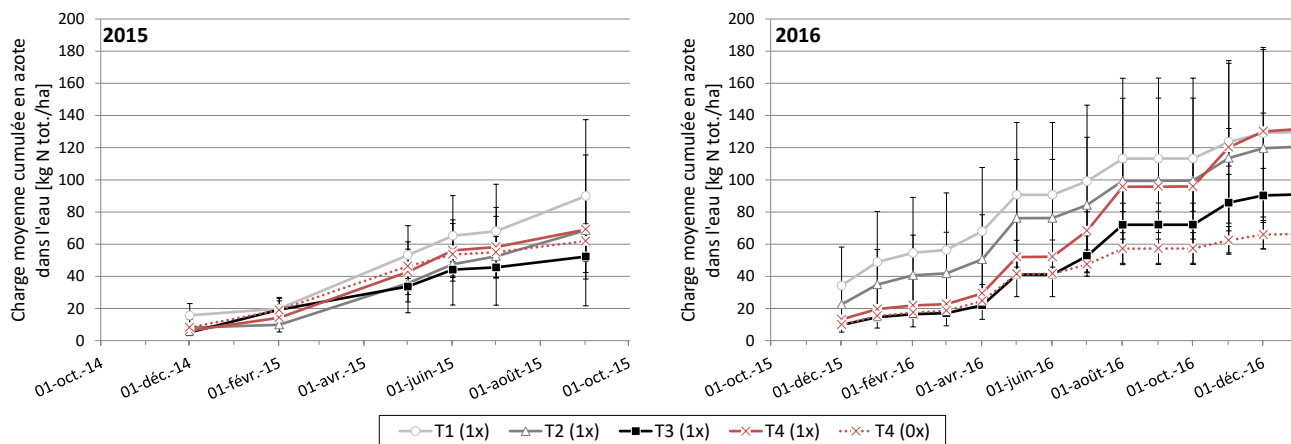 2015
Charge moyenne cumulée en azote
dans l'eau [kg N tot./ha]
200
180
160
140
120
100
80
60
40
20
0
01-oct.-14
01-déc.-14
01-févr.-15
01-avr.-15
01-juin-15
01-août-15
01-oct.-15
2016
Charge moyenne cumulée en azote
dans l'eau [kg N tot./ha]
200
180
160
140
120
100
80
60
40
20
0
01-oct.-15
01-déc.-15
01-févr.-16
01-avr.-16
01-juin-16
01-août-16
01-oct.-16
01-déc.-16
T1 (1x) T2 (1x) T3 (1x) T4 (1x) T4 (0x)